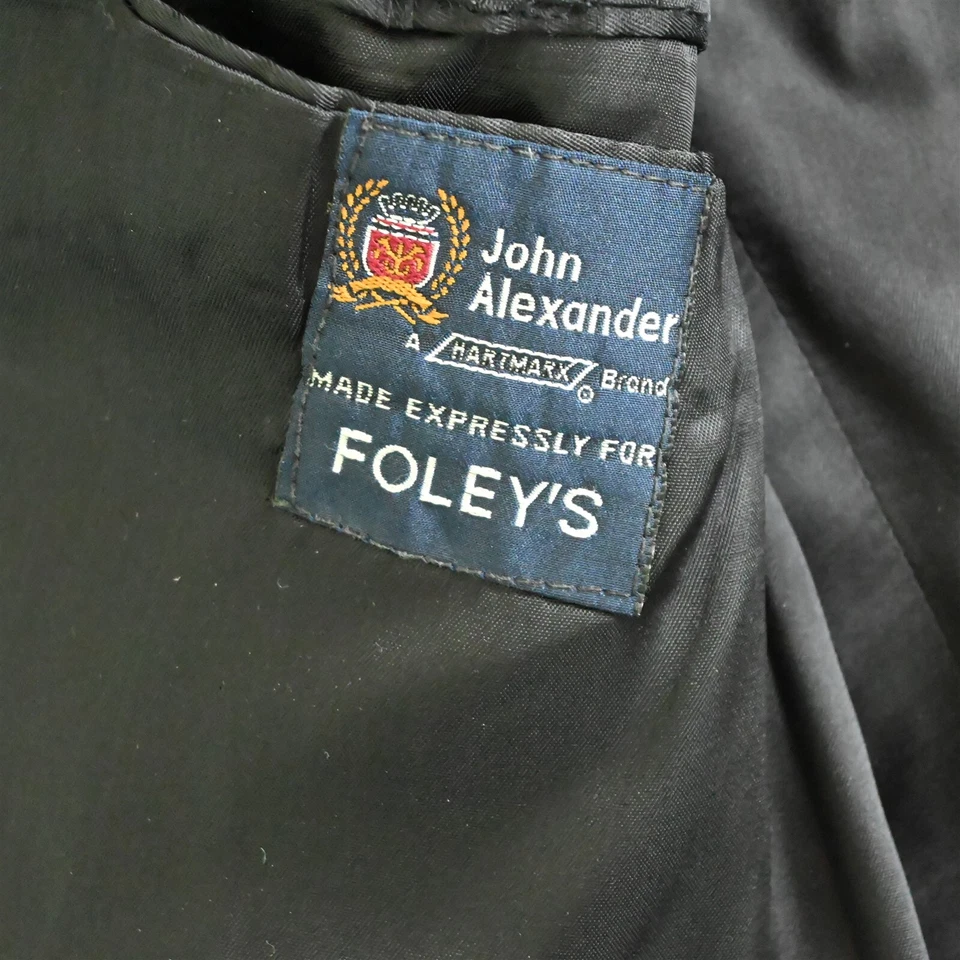 John
Alexander
A HARTMARX® Brand
MADE EXPRESSLY FOR
FOLEY'S